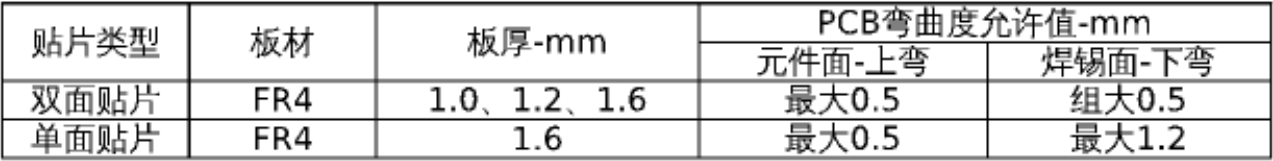 贴片类型 板材 板厚-mm PCB弯曲度允许值-mm
元件面-上弯 焊锡面-下弯
双面贴片 FR4 1.0、1.2、1.6 最大0.5 组大0.5
单面贴片 FR4 1.6 最大0.5 最大1.2